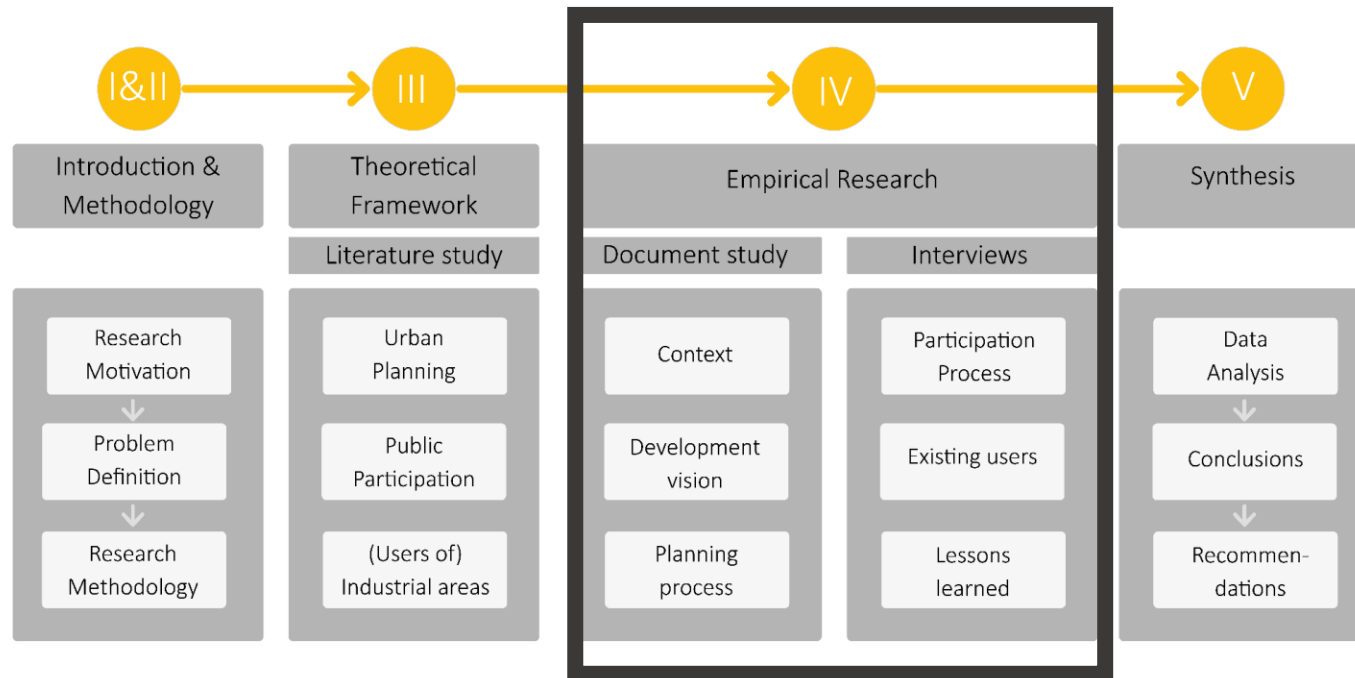 I&II
III
IV
V
Introduction &
Methodology
Theoretical
Framework
Empirical Research
Synthesis
Literature study
Document study
Interviews
Research
Motivation
Problem
Definition
Research
Methodology
Urban
Planning
Public
Participation
(Users of)
Industrial areas
Context
Development
vision
Planning
process
Participation
Process
Existing users
Lessons
learned
Data
Analysis
Conclusions
Recommen-
dations